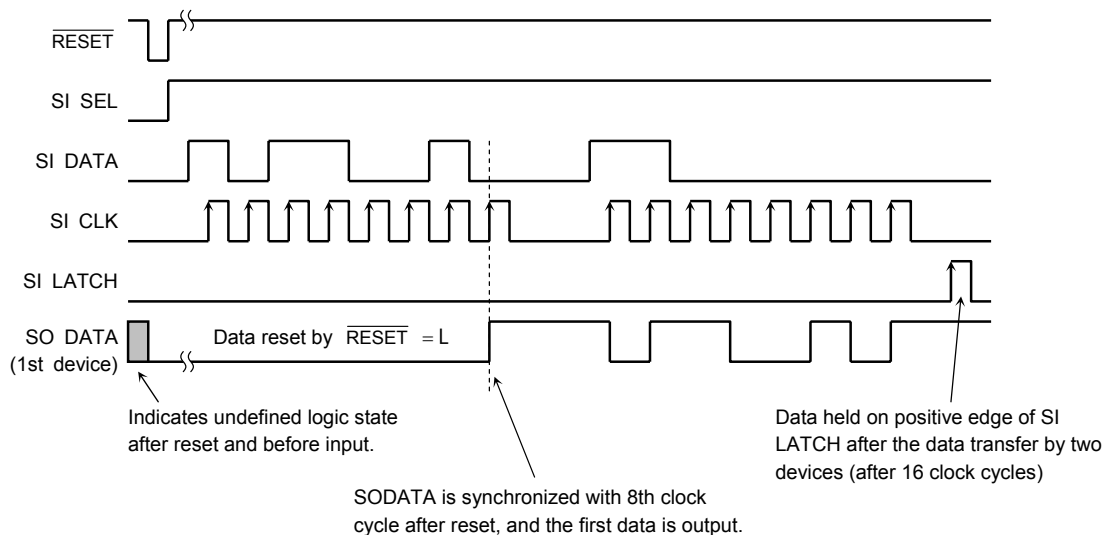 RESET
SI SEL
SI DATA
SI CLK
SI LATCH
SO DATA
(1st device)
Data reset by RESET = L
Indicates undefined logic state
after reset and before input.
Data held on positive edge of SI
LATCH after the data transfer by two
devices (after 16 clock cycles)
SODATA is synchronized with 8th clock
cycle after reset, and the first data is output.